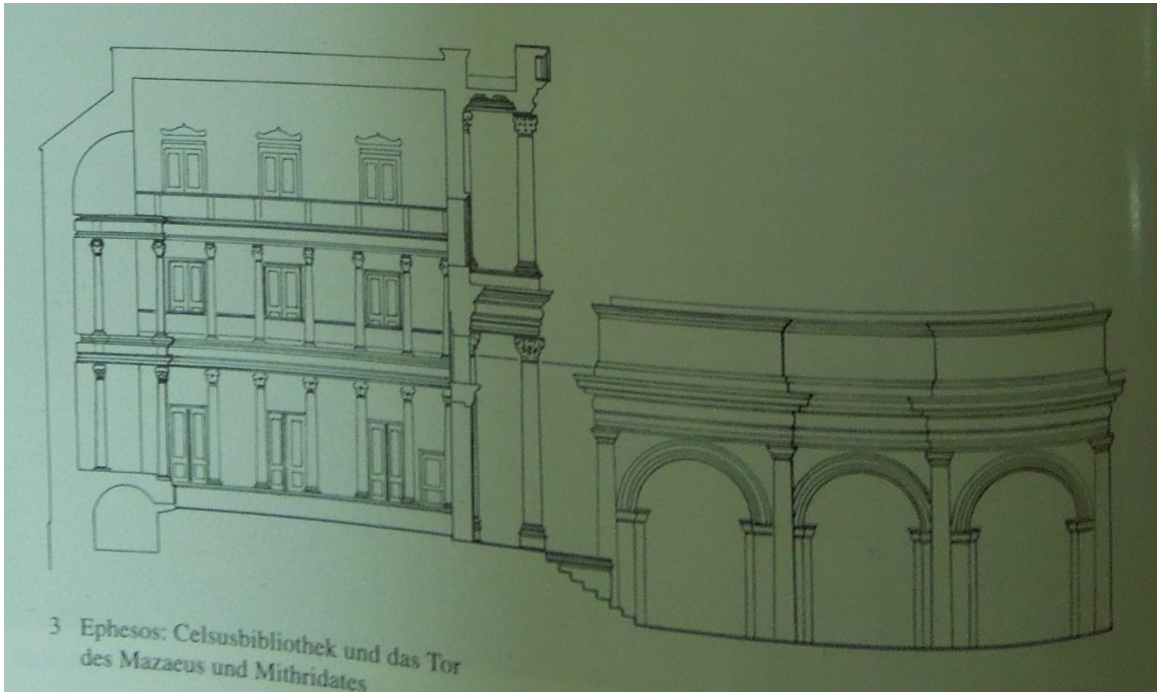 3 Ephesos: Celsusbibliothek und das Tor
des Mazaeus und Mithridates